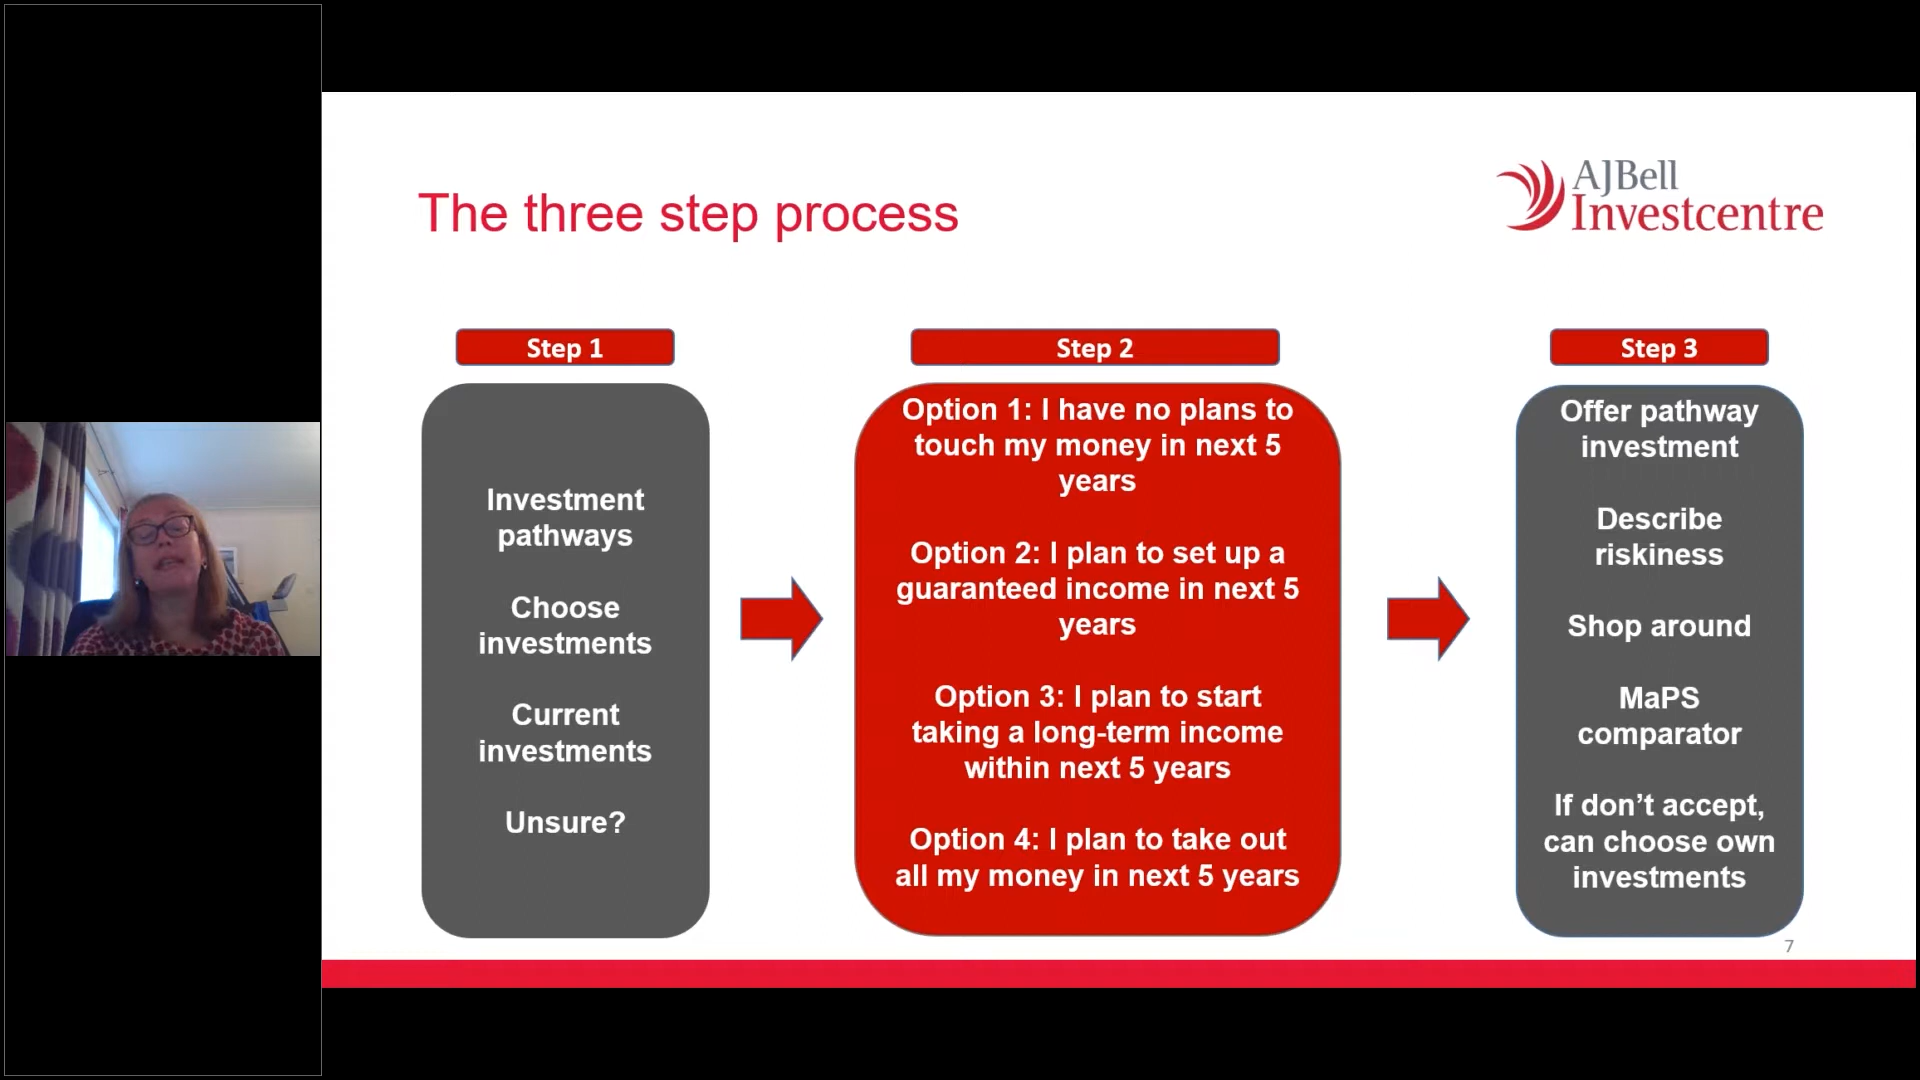 The three step process
AJBell
Investcentre
Step 1
Investment
pathways
Choose
investments
Current
investments
Unsure?
Step 2
Option 1: I have no plans to
touch my money in next 5
years
Option 2: I plan to set up a
guaranteed income in next 5
years
Option 3: I plan to start
taking a long-term income
within next 5 years
Option 4: I plan to take out
all my money in next 5 years
Step 3
Offer pathway
investment
Describe
riskiness
Shop around
MaPS
comparator
If don’t accept,
can choose own
investments
7